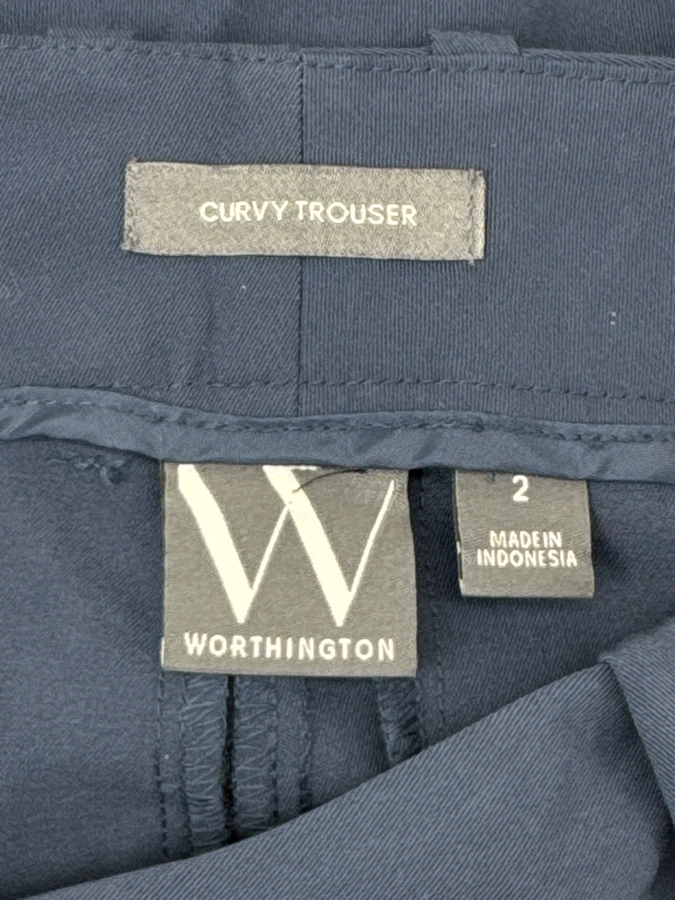 CURVY TROUSER
W
WORTHINGTON
2
MADE IN
INDONESIA